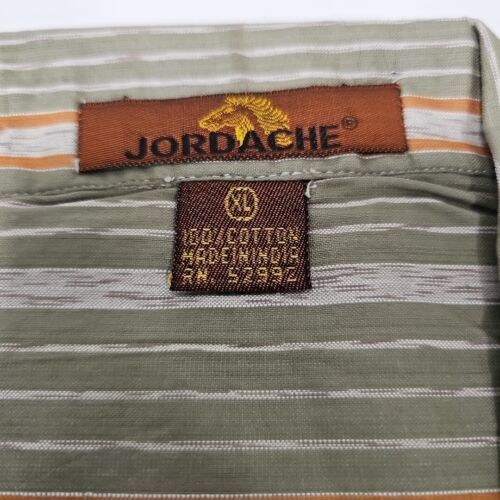 JORDACHE®
XL
100/COTTON
MADE IN INDIA
RN 52992